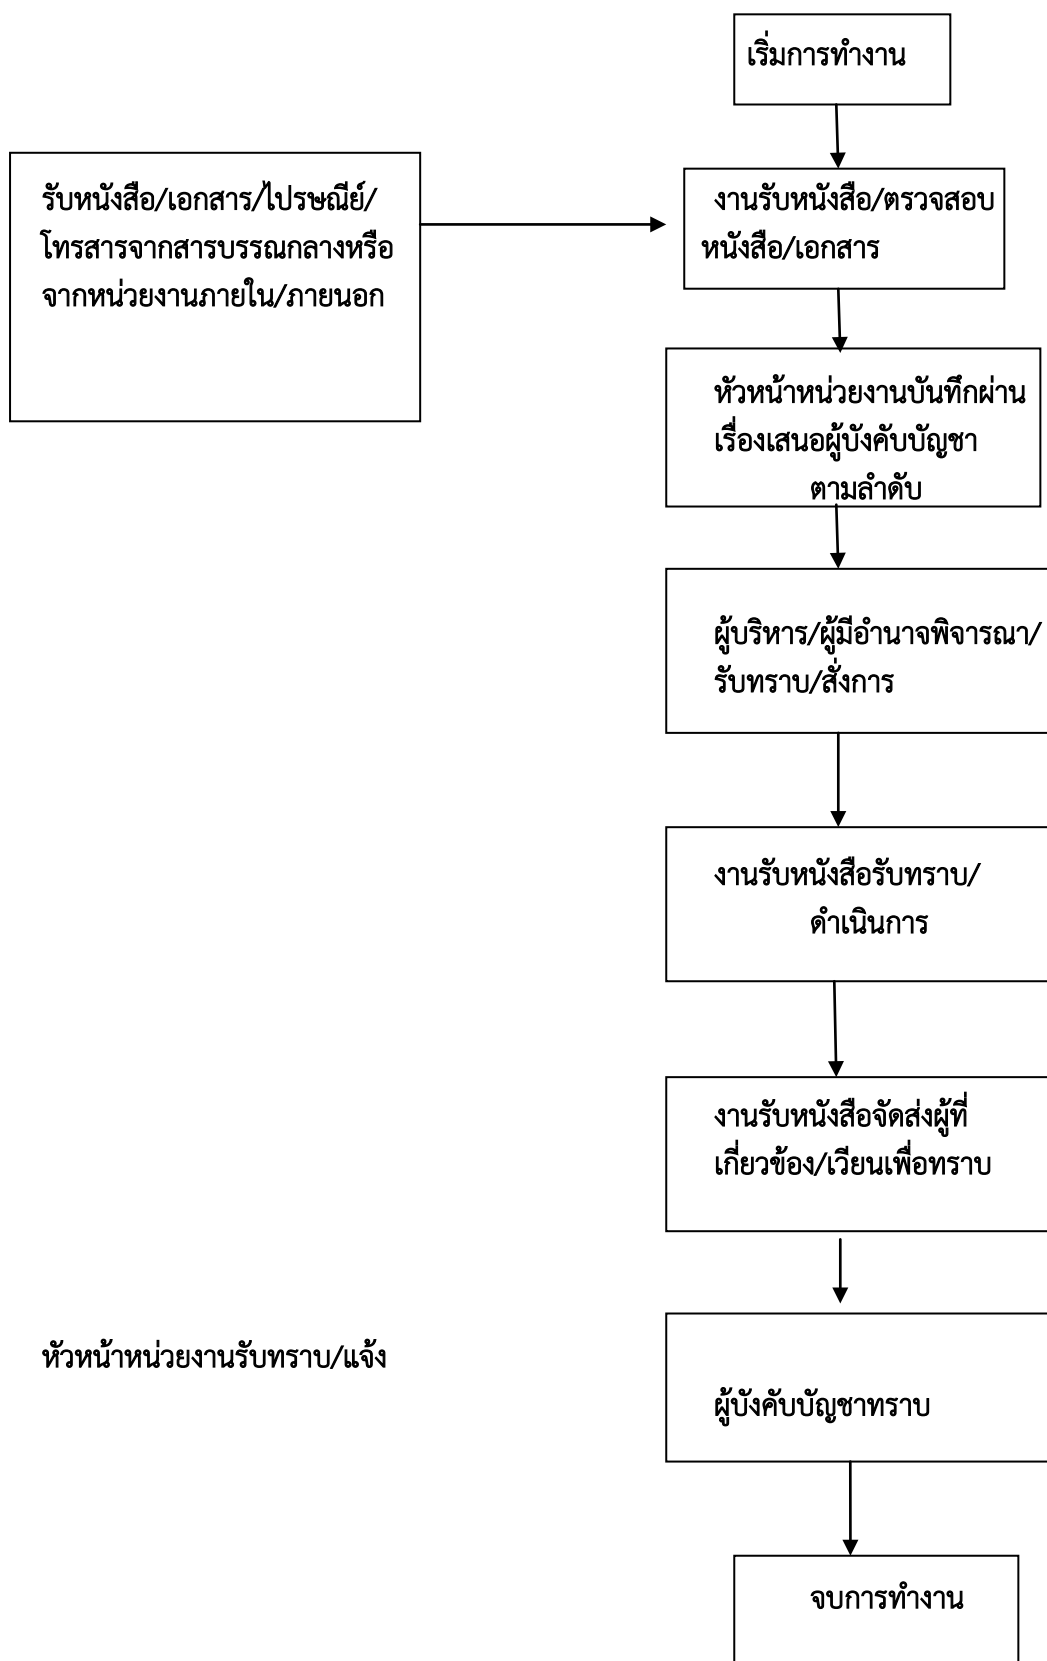 เริ่มการทำงาน
รับหนังสือ/เอกสาร/ไปรษณีย์/
โทรสารจากสารบรรณกลางหรือ
จากหน่วยงานภายใน/ภายนอก
งานรับหนังสือ/ตรวจสอบ
หนังสือ/เอกสาร
หัวหน้าหน่วยงานบันทึกผ่าน
เรื่องเสนอผู้บังคับบัญชา
ตามลำดับ
ผู้บริหาร/ผู้มีอำนาจพิจารณา/
รับทราบ/สั่งการ
งานรับหนังสือรับทราบ/
ดำเนินการ
งานรับหนังสือจัดส่งผู้ที่
เกี่ยวข้อง/เวียนเพื่อทราบ
หัวหน้าหน่วยงานรับทราบ/แจ้ง
ผู้บังคับบัญชาทราบ
จบการทำงาน